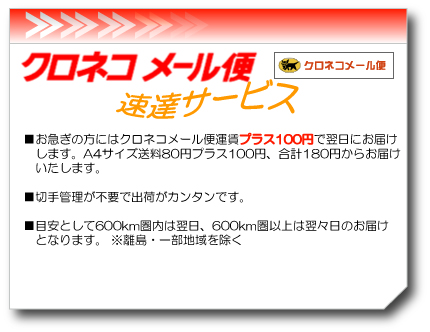 クロネコ メール便
クロネコメール便
速達サービス
■お急ぎの方にはクロネコメール便運賃プラス100円で翌日にお届け
します。A4サイズ送料80円プラス100円、合計180円からお届け
いたします。
■切手管理が不要で出荷がカンタンです。
■目安として600km圏内は翌日、600km圏以上は翌々日のお届け
となります。 ※離島・一部地域を除く